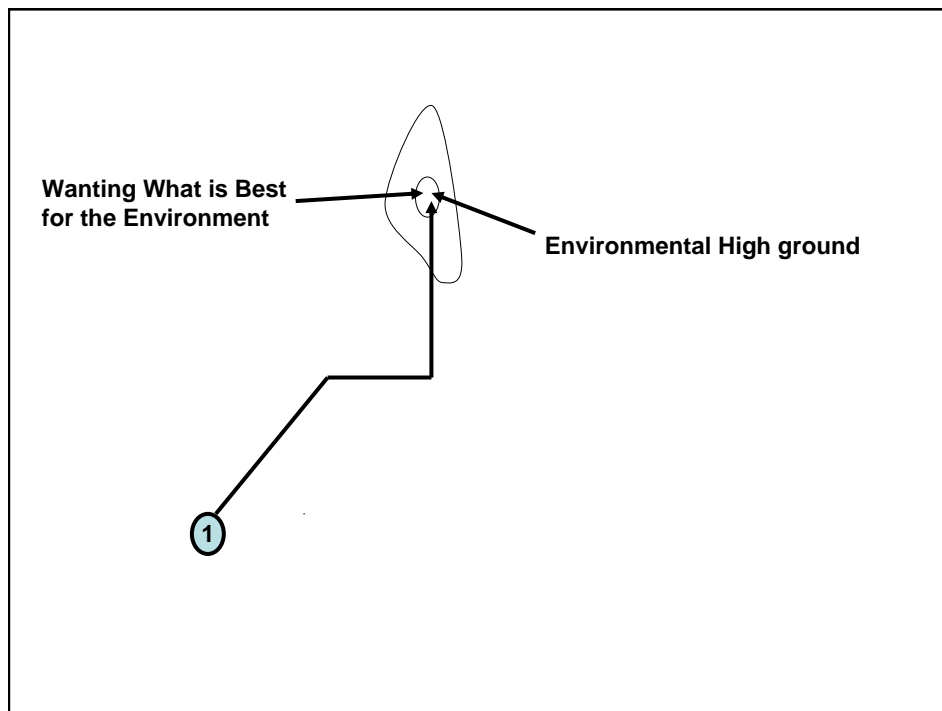 Wanting What is Best
for the Environment
Environmental High ground
1